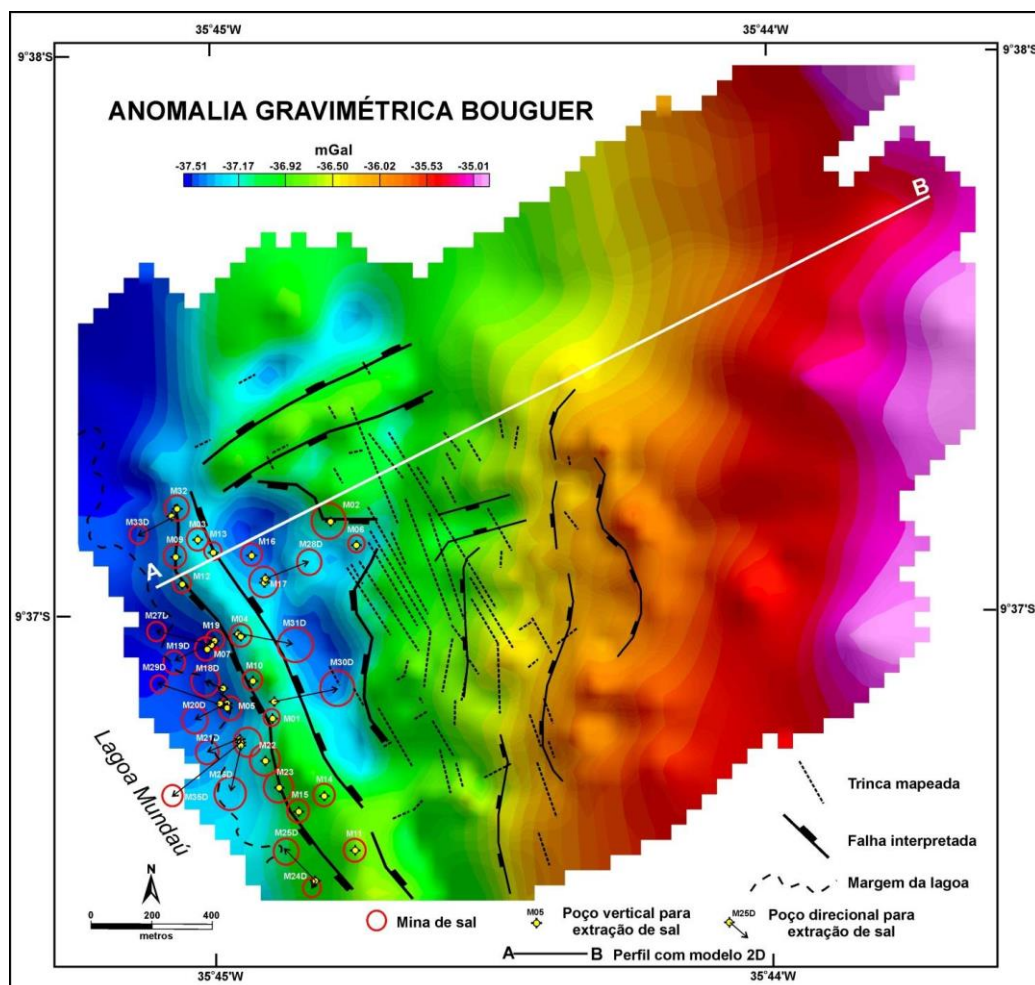 35°45'W 35°44'W
9°38'S 9°38'S
ANOMALIA GRAVIMÉTRICA BOUGUER
mGal
-37.51 -37.17 -36.92 -36.50 -36.02 -35.53 -35.01
B
M32
M33D M03 M13 M02
M09 M16 M06
M28D
A M12 M17
9°37'S 9°37'S
M27D M19 M04 M31D
M19D M07
M29D M18D M10 M30D
M20D M05 M01
M21D M22
M35D M23 M14
M15
M25D M11
M24D
Lagoa Mundaú
Trinca mapeada
Falha interpretada
Margem da lagoa
N
0 200 400
metros
Mina de sal
M05 Poço vertical para
extração de sal
M25D Poço direcional para
extração de sal
A B Perfil com modelo 2D
35°45'W 35°44'W